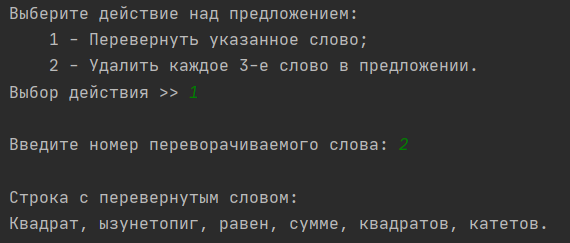 Выберите действие над предложением:
1 – Перевернуть указанное слово;
2 – Удалить каждое 3-е слово в предложении.
Выбор действия >> 1
Введите номер переворачиваемого слова: 2
Строка с перевернутым словом:
Квадрат, ызунетопиг, равен, сумме, квадратов, катетов.